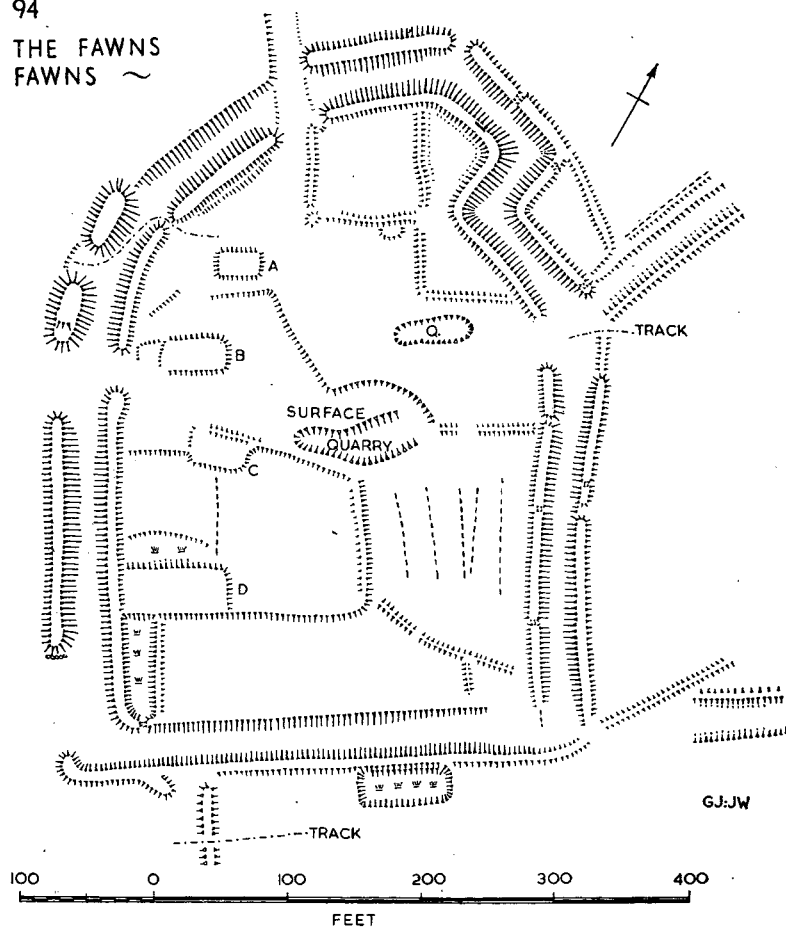 94
THE FAWNS
FAWNS ~
A
Q.
TRACK
B
SURFACE
QUARRY
C
D
GJ:JW
TRACK
100 0 100 200 300 400
FEET